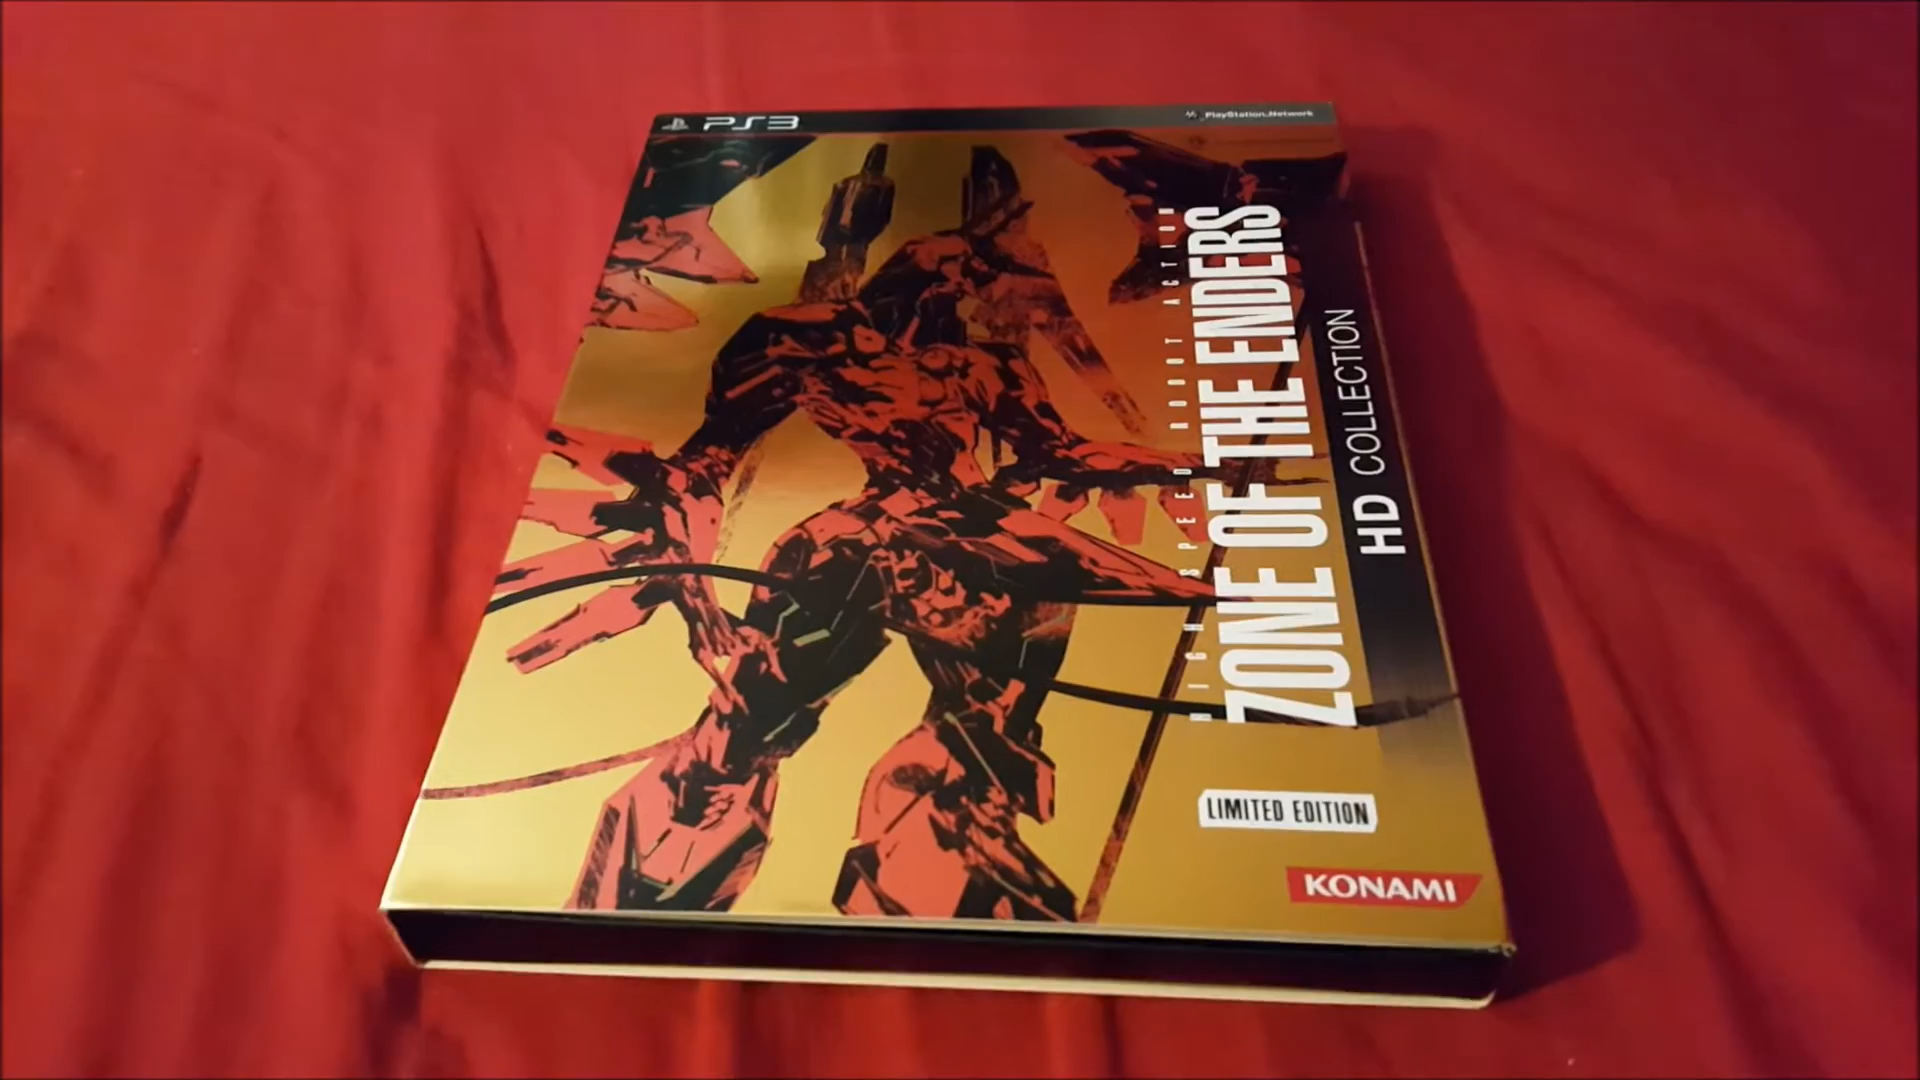 PS3
PlayStation Network
HIGH SPEED ROBOT ACTION
ZONE OF THE ENDERS
HD COLLECTION
LIMITED EDITION
KONAMI